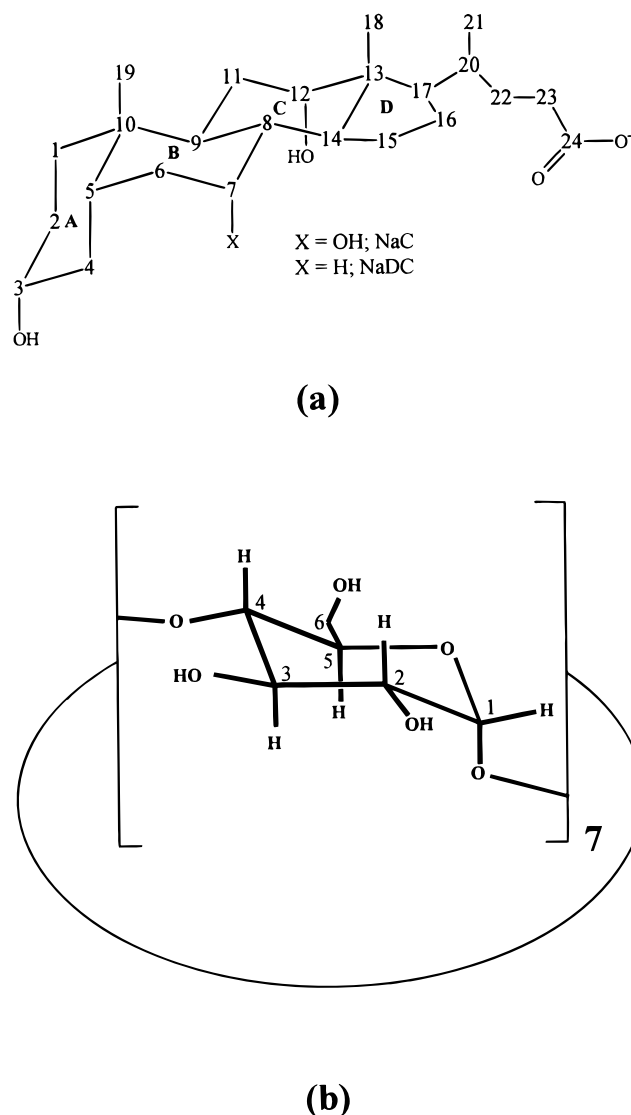 18 21
19 11 12 13 17 20
C D 22 23
10 8 16
1 9 14 15 24 O-
B HO
6 O
5 7
2 A
X X = OH; NaC
4 X = H; NaDC
3
OH
(a)
H OH
4 6 H
O O
5
HO 3 2
H OH 1 H
H
O
7
(b)